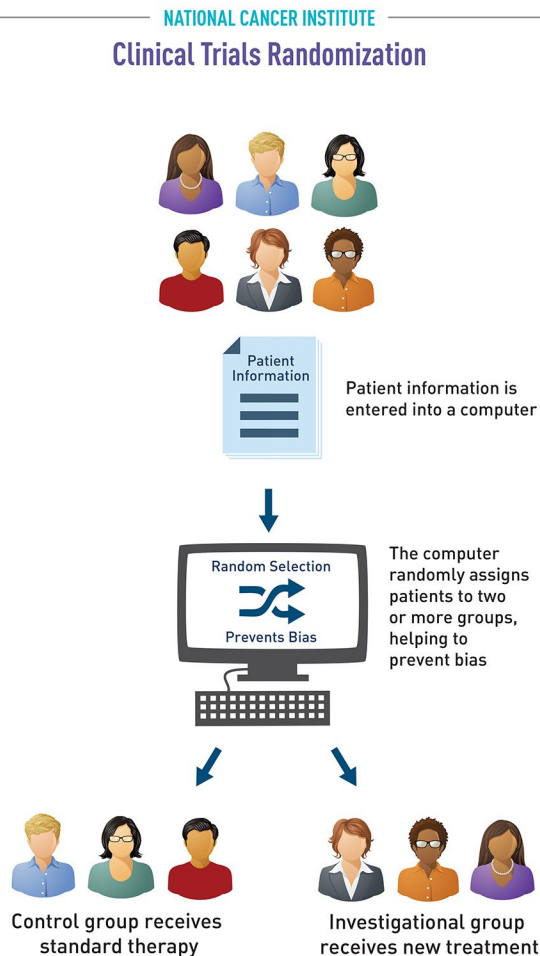 NATIONAL CANCER INSTITUTE
Clinical Trials Randomization
Patient
Information
Patient information is
entered into a computer
Random Selection
Prevents Bias
The computer
randomly assigns
patients to two
or more groups,
helping to
prevent bias
Control group receives
standard therapy
Investigational group
receives new treatment